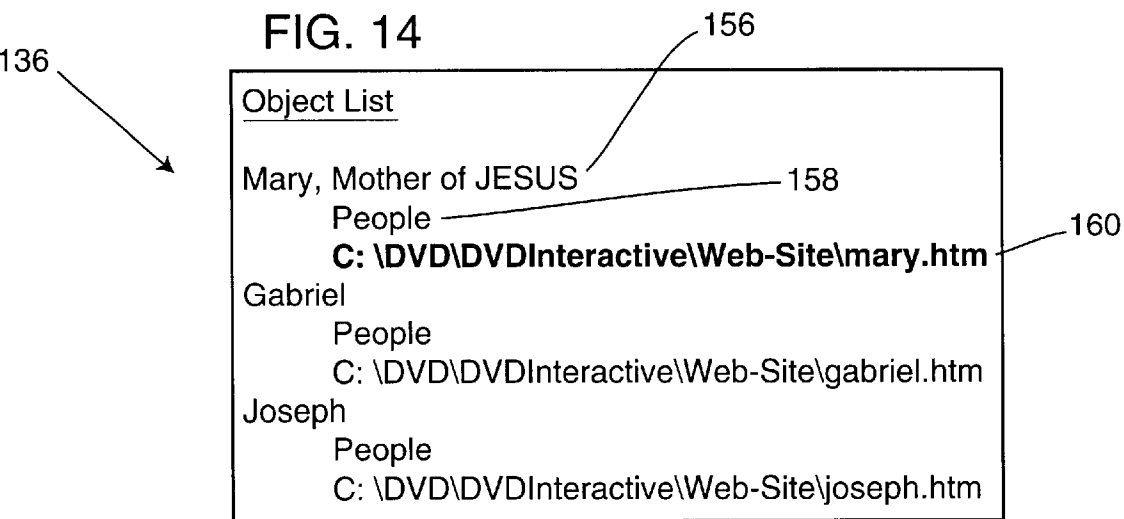 FIG. 14
156
136
Object List
Mary, Mother of JESUS
158
People
160
C: \DVD\DVDInteractive\Web-Site\mary.htm
Gabriel
People
C: \DVD\DVDInteractive\Web-Site\gabriel.htm
Joseph
People
C: \DVD\DVDInteractive\Web-Site\joseph.htm